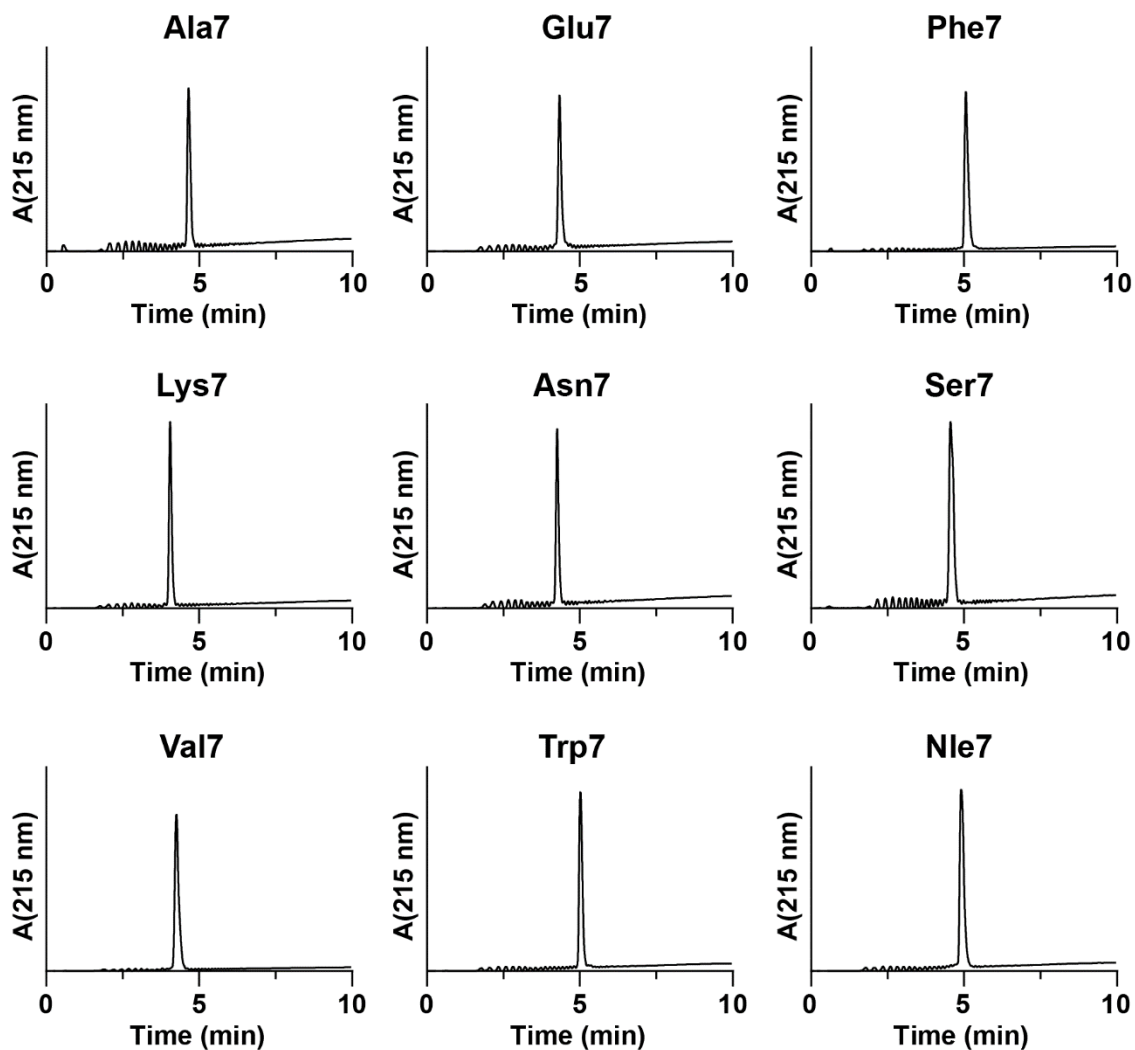 Ala7 Glu7 Phe7
A(215 nm) A(215 nm) A(215 nm)
0 5 10 0 5 10 0 5 10
Time (min) Time (min) Time (min)
Lys7 Asn7 Ser7
A(215 nm) A(215 nm) A(215 nm)
0 5 10 0 5 10 0 5 10
Time (min) Time (min) Time (min)
Val7 Trp7 Nle7
A(215 nm) A(215 nm) A(215 nm)
0 5 10 0 5 10 0 5 10
Time (min) Time (min) Time (min)